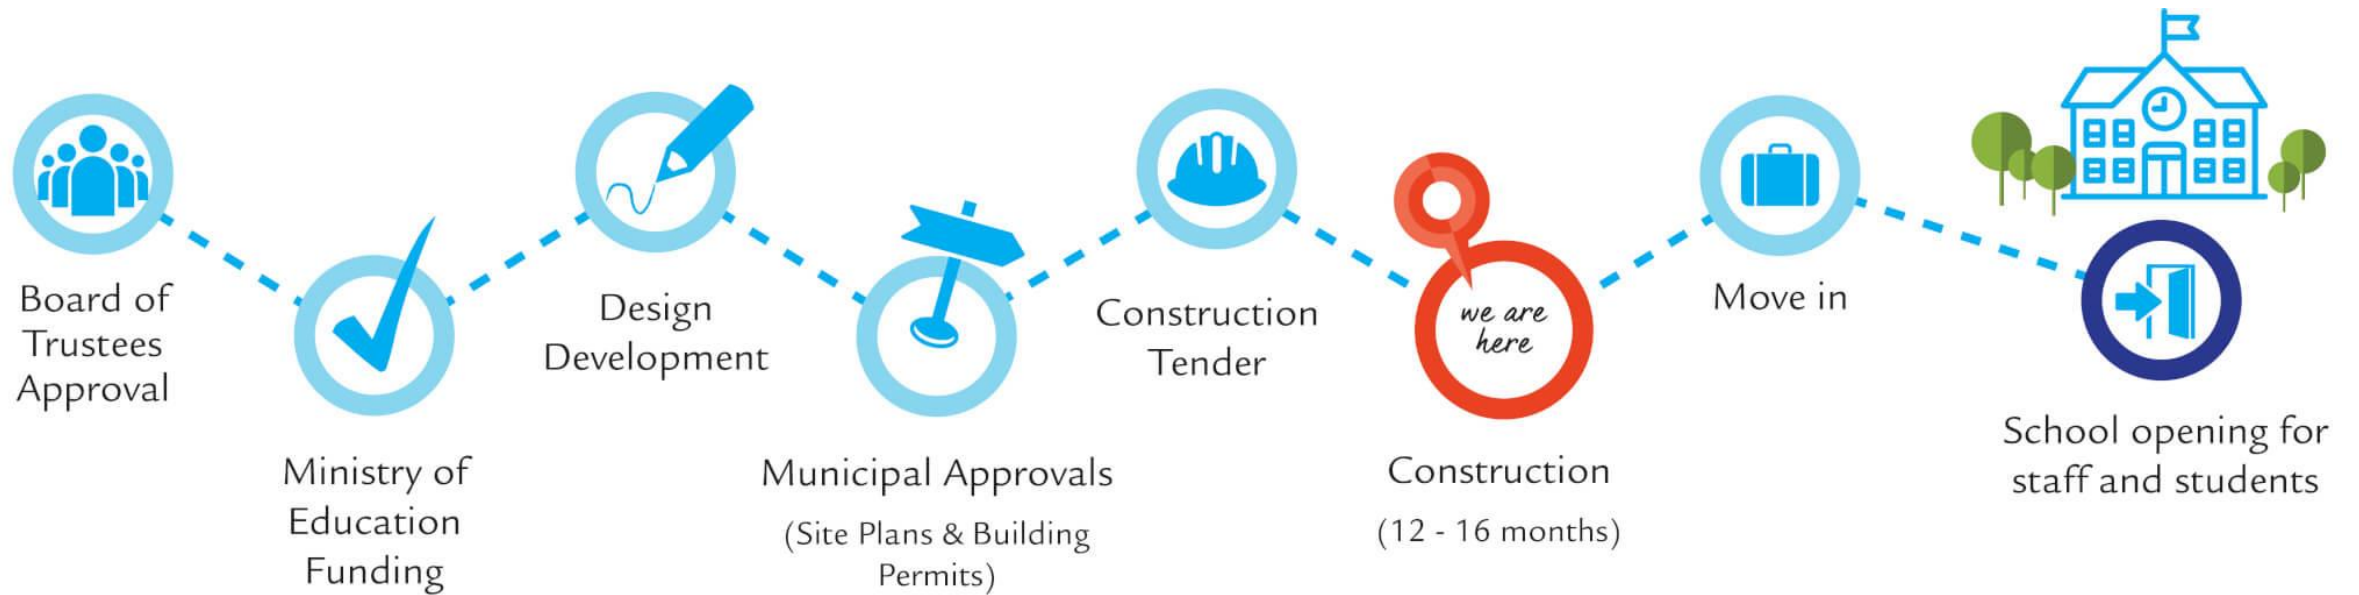 Board of
Trustees
Approval
Ministry of
Education
Funding
Design
Development
Municipal Approvals
(Site Plans & Building
Permits)
Construction
Tender
we are
here
Construction
(12 - 16 months)
Move in
School opening for
staff and students